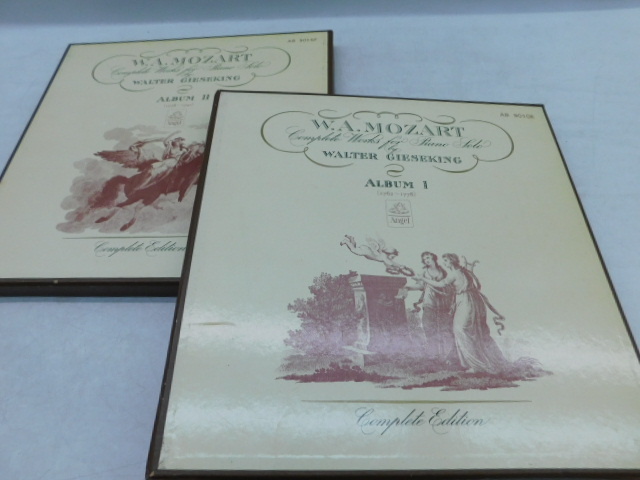 W. A. MOZART
Complete Works for Piano Solo
by
WALTER GIESEKING
ALBUM II
W. A. MOZART
Complete Works for Piano Solo
by
WALTER GIESEKING
ALBUM I
Angel
Complete Edition
Complete Edition